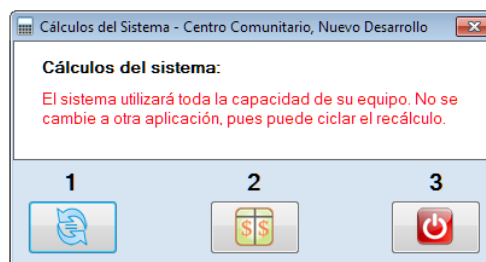 Cálculos del Sistema - Centro Comunitario, Nuevo Desarrollo
Cálculos del sistema:
El sistema utilizará toda la capacidad de su equipo. No se
cambie a otra aplicación, pues puede ciclar el recálculo.
1 2 3
$ $